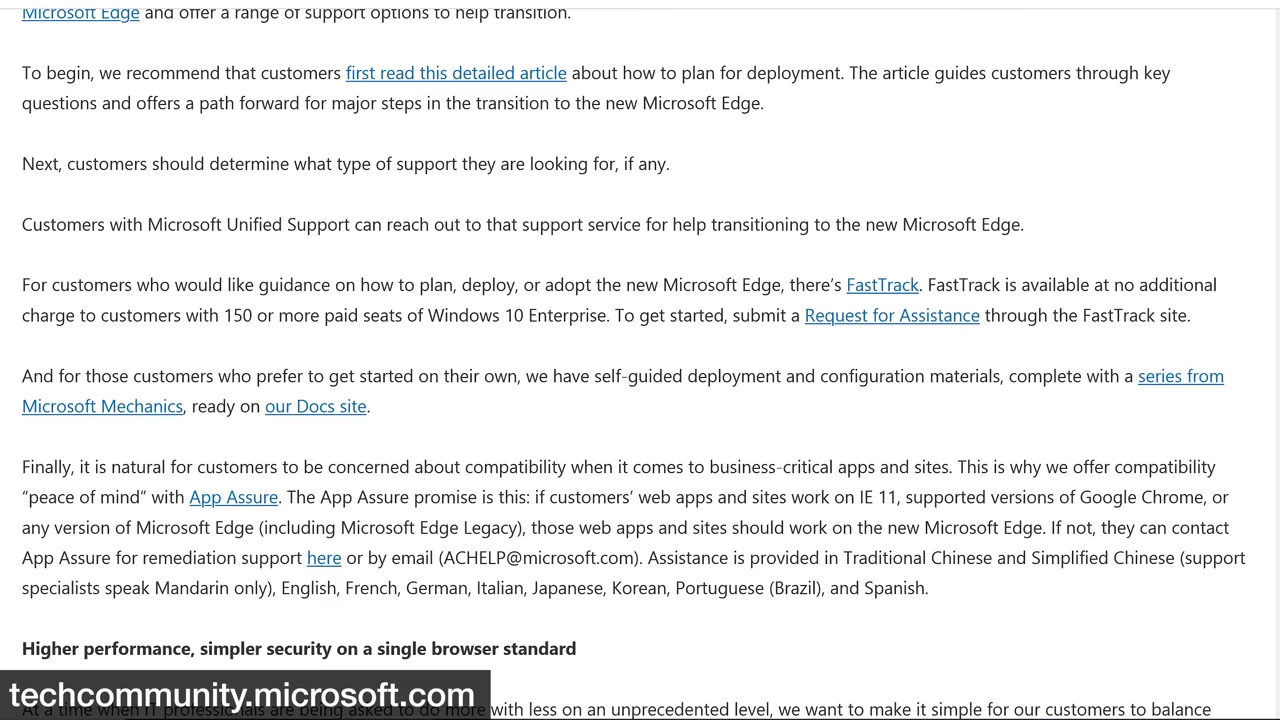 Microsoft Edge and offer a range of support options to help transition.
To begin, we recommend that customers first read this detailed article about how to plan for deployment. The article guides customers through key
questions and offers a path forward for major steps in the transition to the new Microsoft Edge.
Next, customers should determine what type of support they are looking for, if any.
Customers with Microsoft Unified Support can reach out to that support service for help transitioning to the new Microsoft Edge.
For customers who would like guidance on how to plan, deploy, or adopt the new Microsoft Edge, there’s FastTrack. FastTrack is available at no additional
charge to customers with 150 or more paid seats of Windows 10 Enterprise. To get started, submit a Request for Assistance through the FastTrack site.
And for those customers who prefer to get started on their own, we have self-guided deployment and configuration materials, complete with a series from
Microsoft Mechanics, ready on our Docs site.
Finally, it is natural for customers to be concerned about compatibility when it comes to business-critical apps and sites. This is why we offer compatibility
“peace of mind” with App Assure. The App Assure promise is this: if customers’ web apps and sites work on IE 11, supported versions of Google Chrome, or
any version of Microsoft Edge (including Microsoft Edge Legacy), those web apps and sites should work on the new Microsoft Edge. If not, they can contact
App Assure for remediation support here or by email (ACHELP@microsoft.com). Assistance is provided in Traditional Chinese and Simplified Chinese (support
specialists speak Mandarin only), English, French, German, Italian, Japanese, Korean, Portuguese (Brazil), and Spanish.
Higher performance, simpler security on a single browser standard
techcommunity.microsoft.com
At a time when IT professionals are being asked to do more with less on an unprecedented level, we want to make it simple for our customers to balance